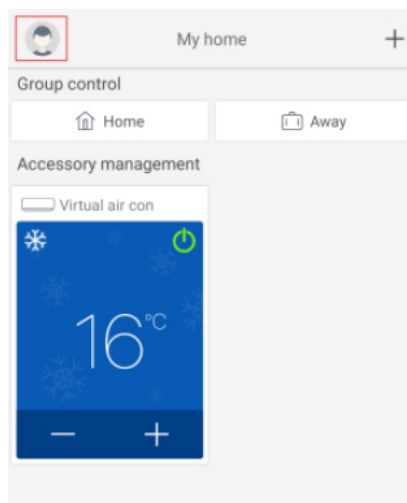 My home
Group control
Home
Away
Accessory management
Virtual air con
16°C